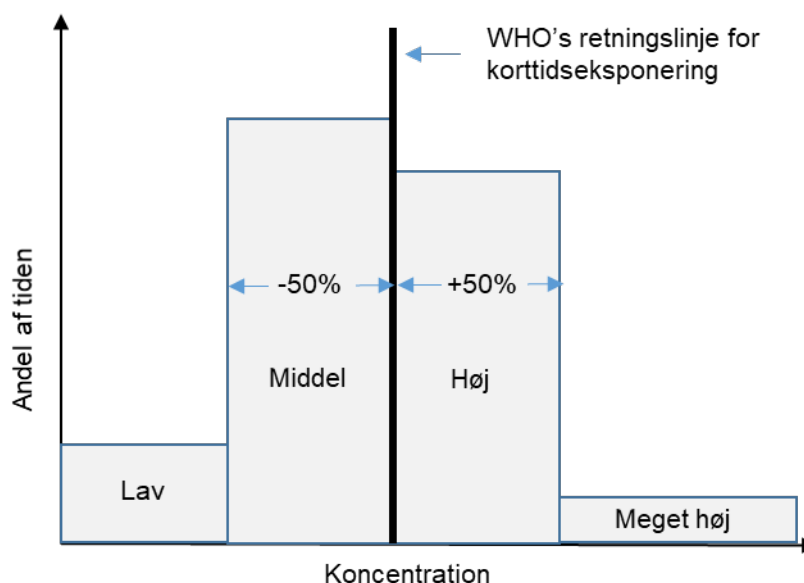 WHO's retningslinje for
korttidseksponering
Andel af tiden
-50%
+50%
Middel
Høj
Lav
Meget høj
Koncentration